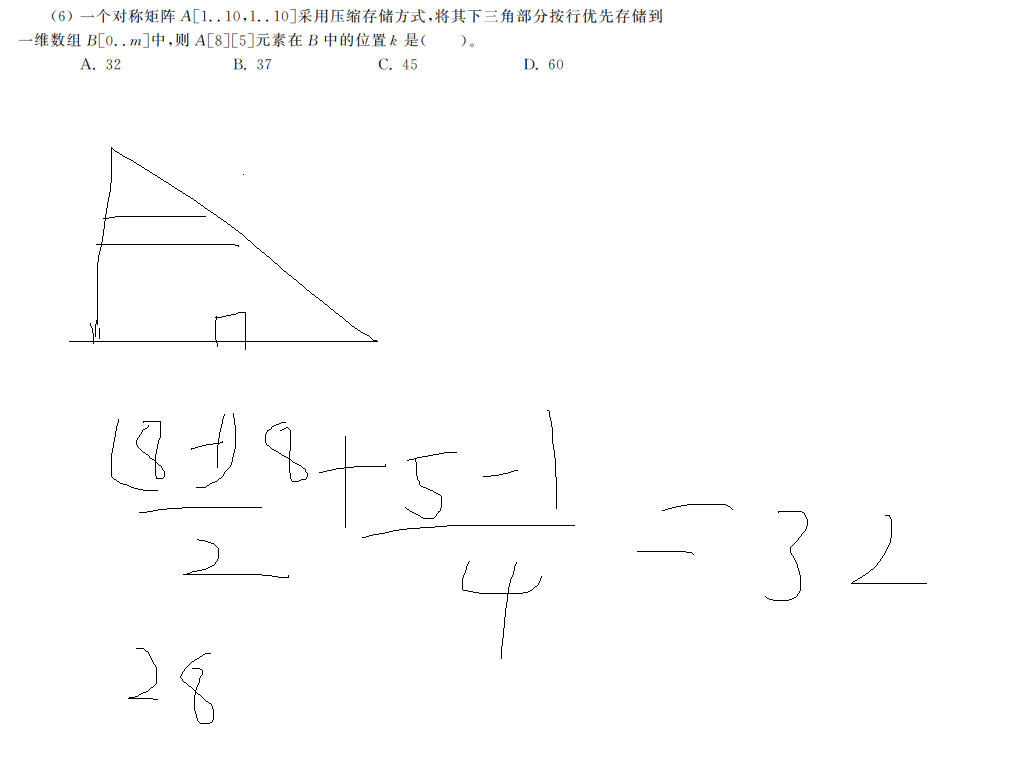 (6) 一个对称矩阵 A[1..10,1..10]采用压缩存储方式,将其下三角部分按行优先存储到
一维数组 B[0..m]中,则 A[8][5]元素在 B 中的位置 k 是(　　)。
A. 32　　B. 37　　C. 45　　D. 60
(8-1)8 + 5-1 = 32
2　　4
28